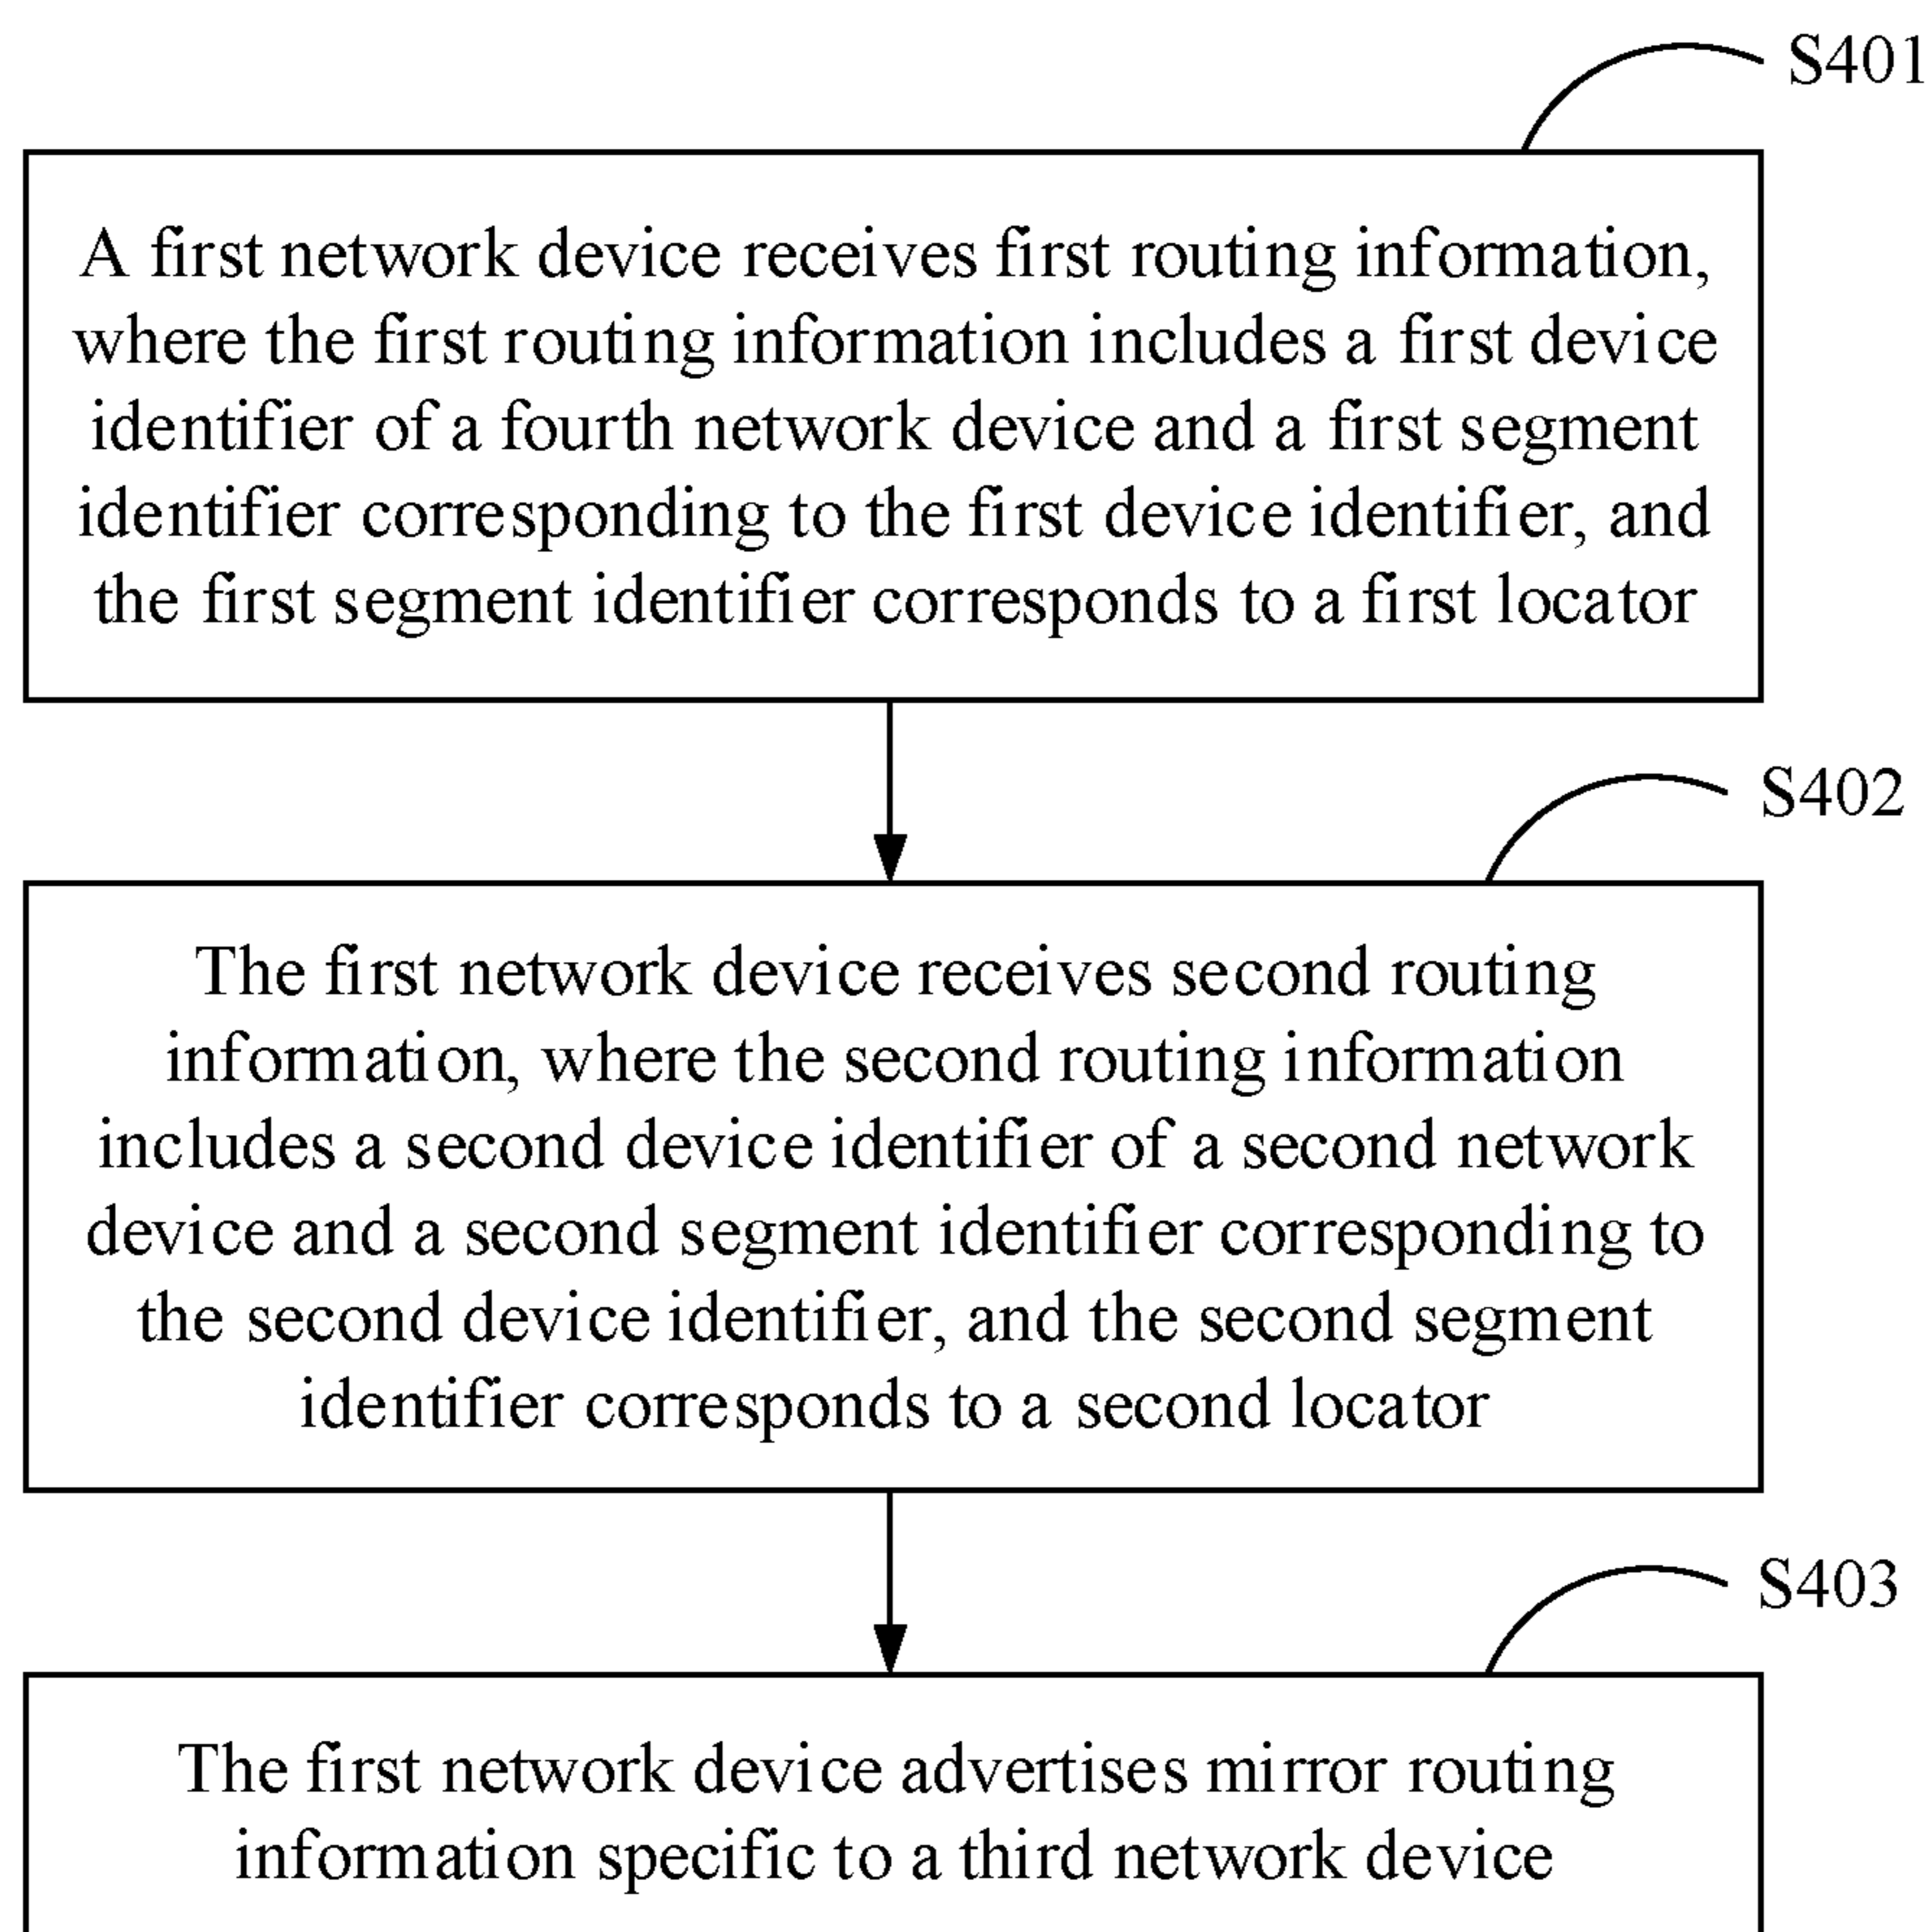 S401
A first network device receives first routing information,
where the first routing information includes a first device
identifier of a fourth network device and a first segment
identifier corresponding to the first device identifier, and
the first segment identifier corresponds to a first locator
S402
The first network device receives second routing
information, where the second routing information
includes a second device identifier of a second network
device and a second segment identifier corresponding to
the second device identifier, and the second segment
identifier corresponds to a second locator
S403
The first network device advertises mirror routing
information specific to a third network device